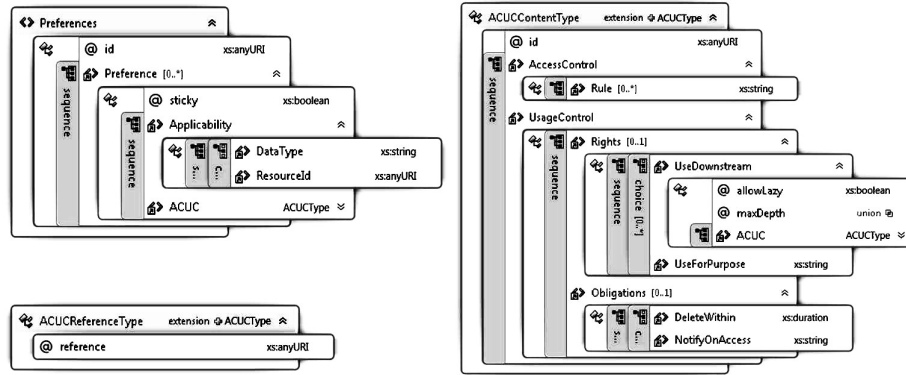 Preferences
@ id xs:anyURI
Preference [0..*]
sequence
@ sticky xs:boolean
Applicability
sequence
s... c... DataType xs:string
ResourceId xs:anyURI
ACUC ACUCType
ACUCReferenceType extension ACUCType
@ reference xs:anyURI
ACUCContentType extension ACUCType
@ id xs:anyURI
AccessControl
sequence
Rule [0..*] xs:string
UsageControl
sequence
Rights [0..1]
sequence
choice [0..*]
UseDownstream
@ allowLazy xs:boolean
@ maxDepth union
ACUC ACUCType
UseForPurpose xs:string
Obligations [0..1]
s... c... DeleteWithin xs:duration
NotifyOnAccess xs:string